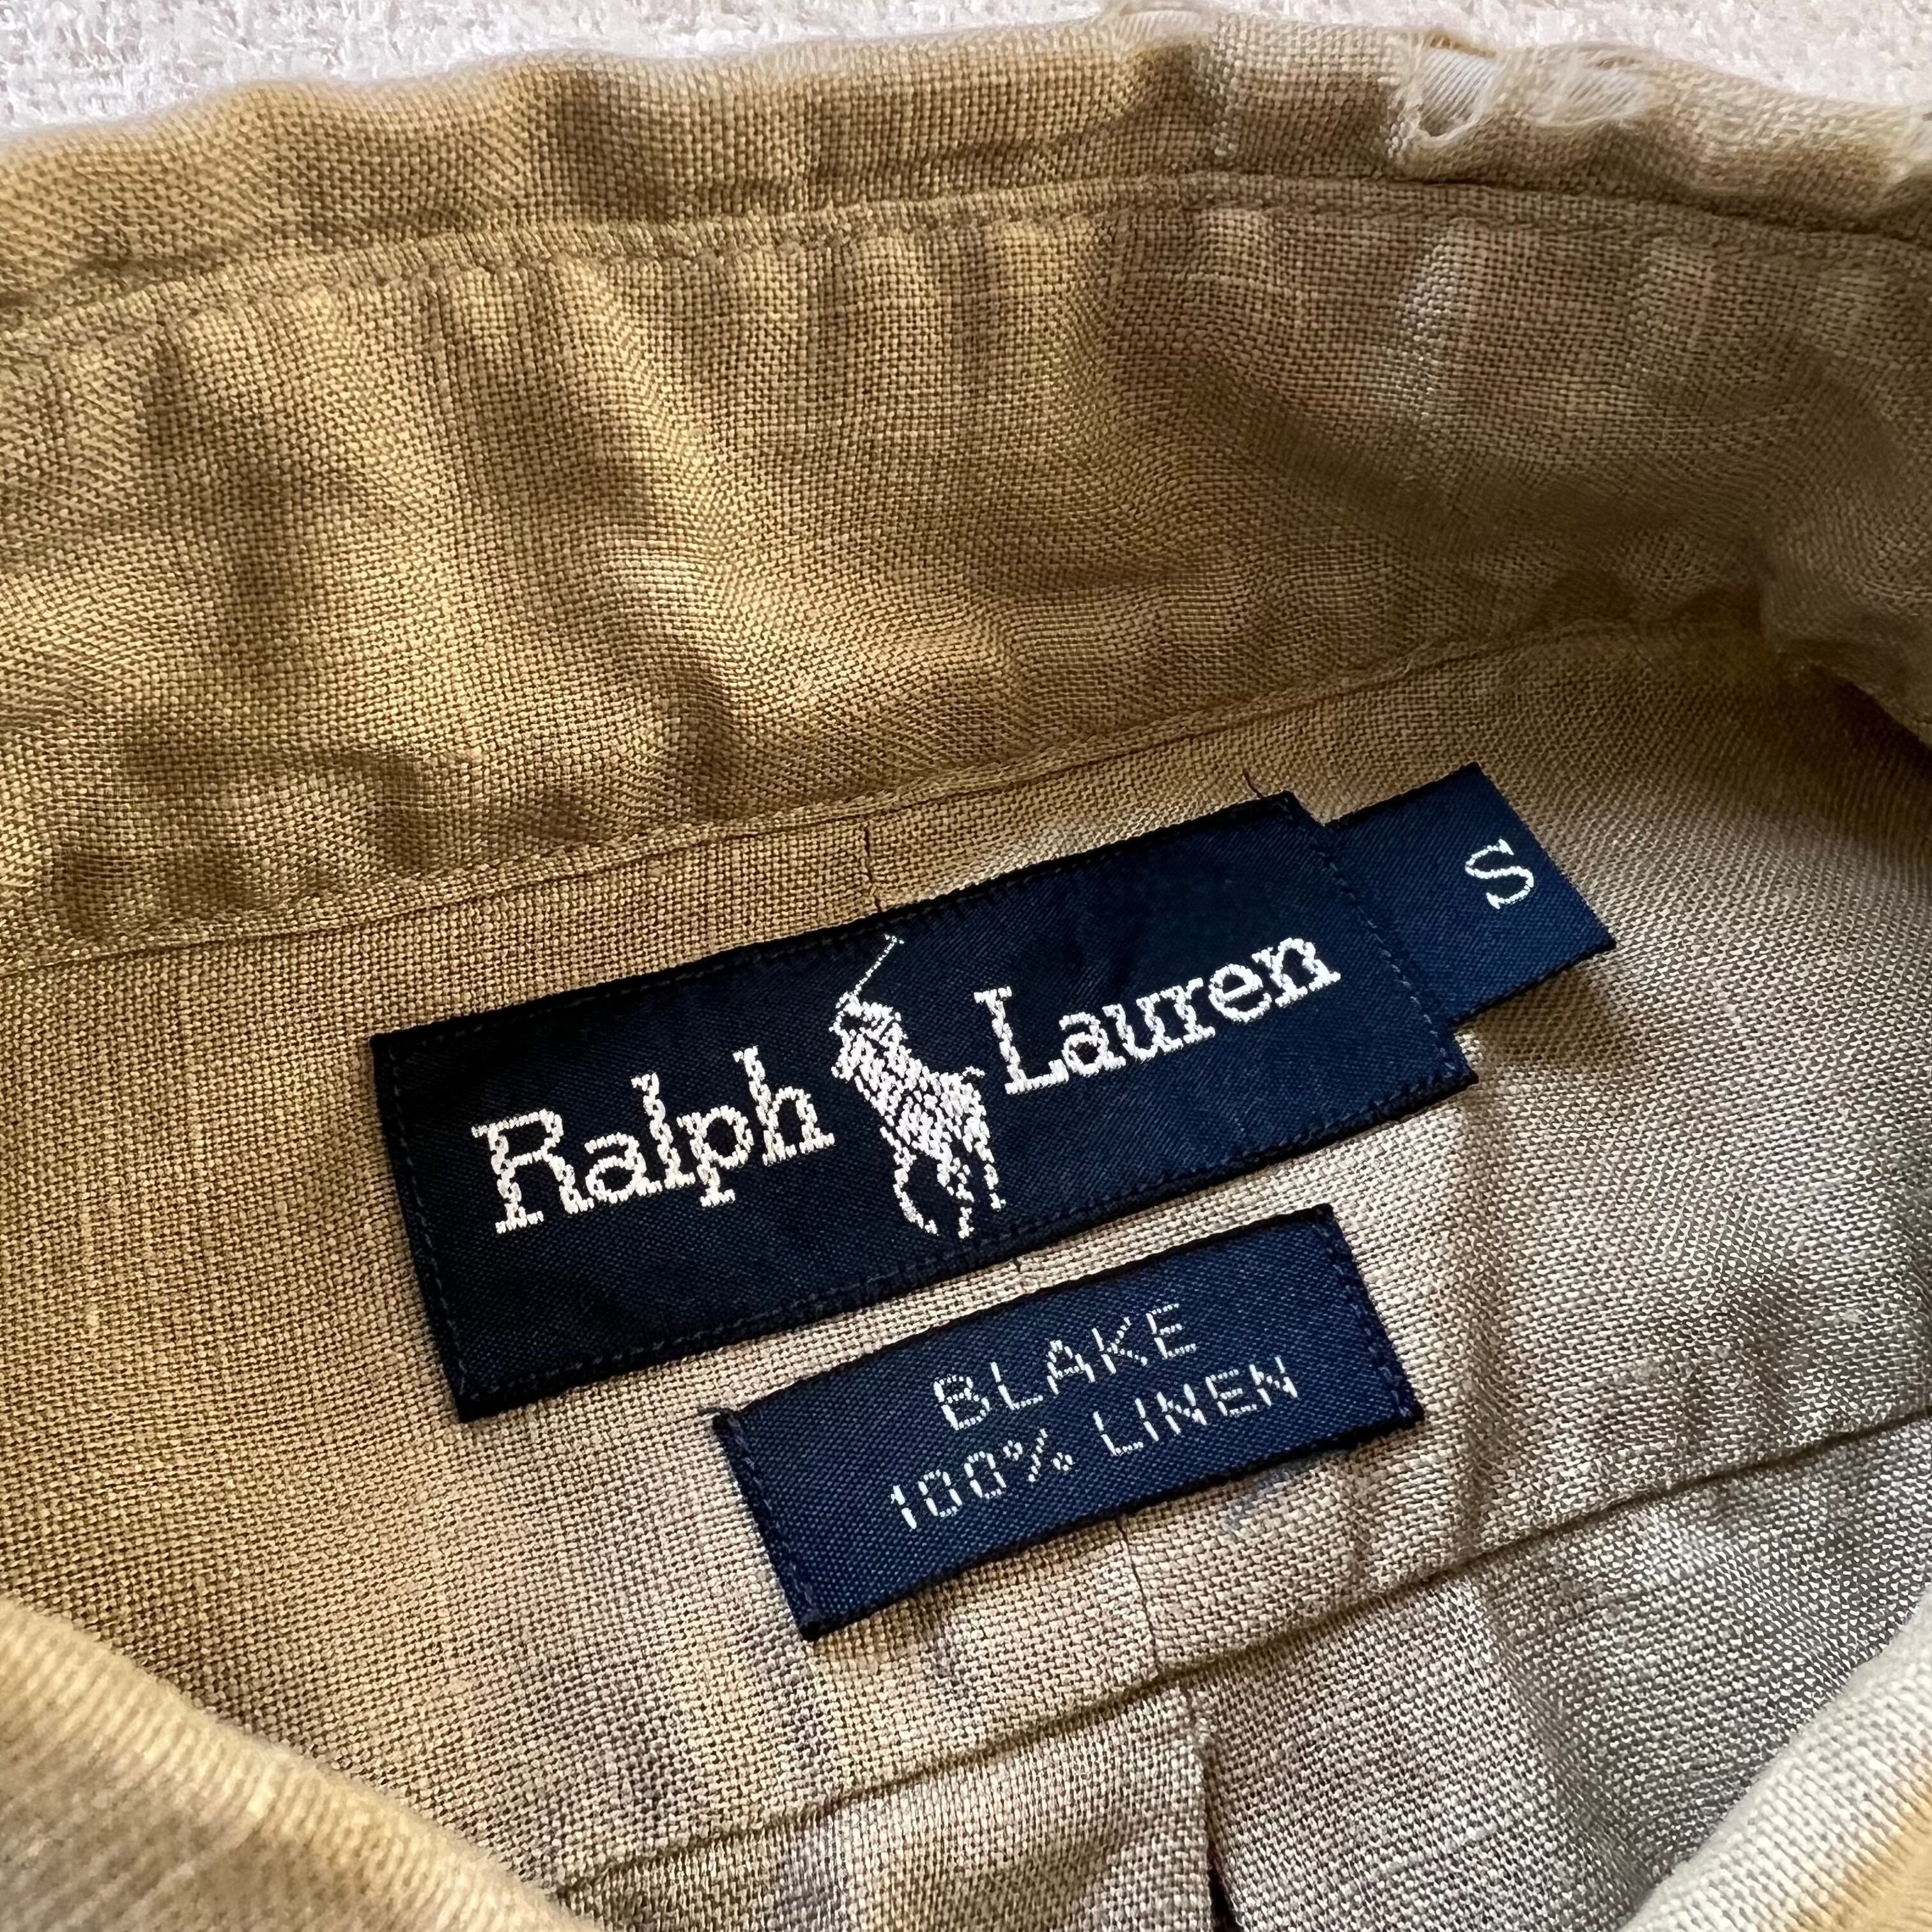 Ralph Lauren
S
BLAKE
100% LINEN